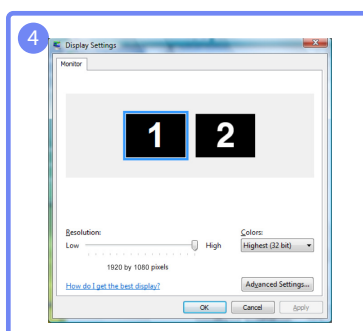 4
Display Settings
Monitor
1 2
Resolution: Colors:
Low High Highest (32 bit)
1920 by 1080 pixels
How do I get the best display? Advanced Settings...
OK Cancel Apply